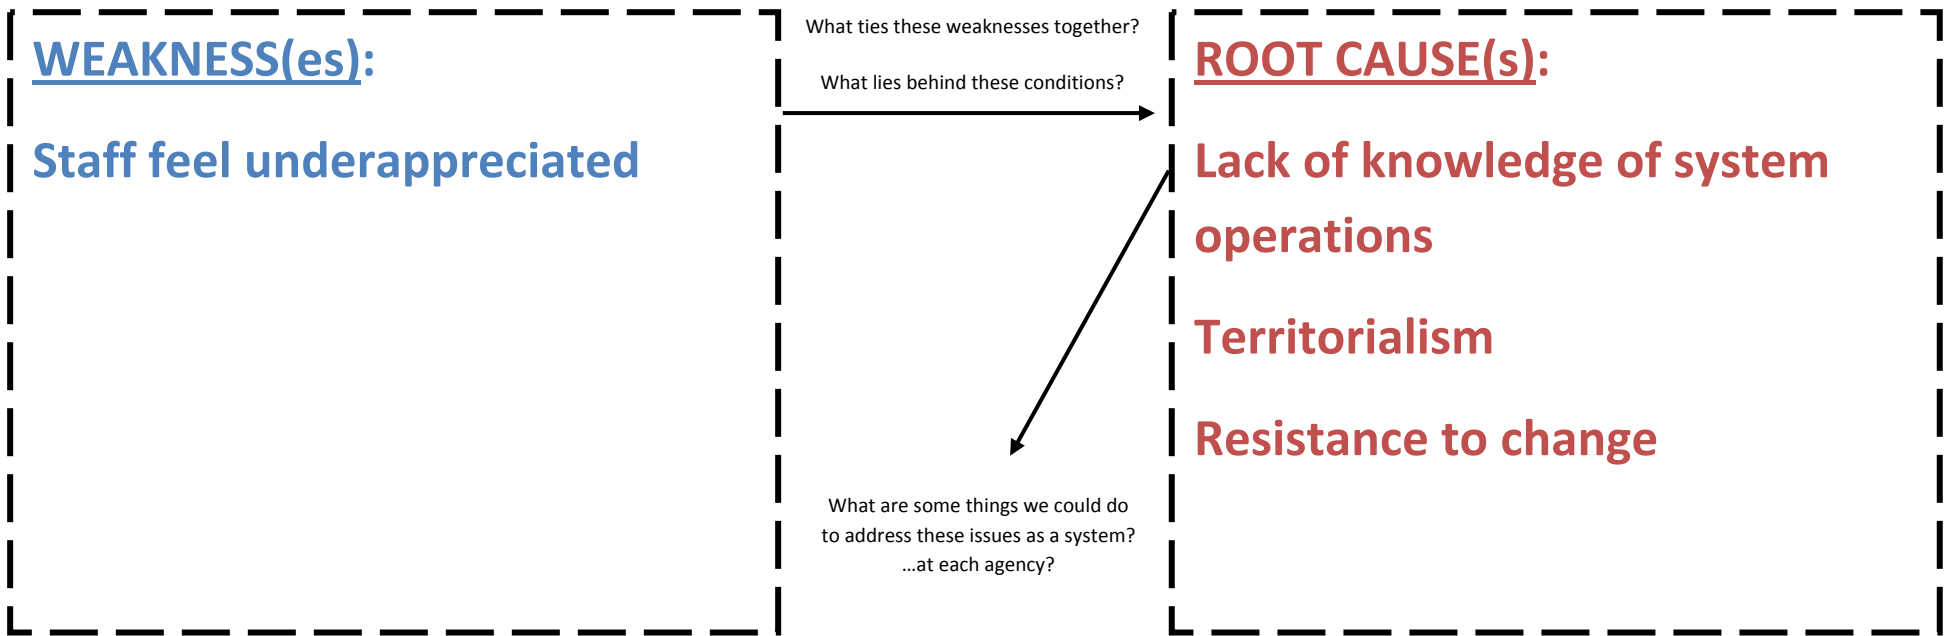 WEAKNESS(es):
Staff feel underappreciated
What ties these weaknesses together?
What lies behind these conditions?
ROOT CAUSE(s):
Lack of knowledge of system
operations
Territorialism
Resistance to change
What are some things we could do
to address these issues as a system?
...at each agency?